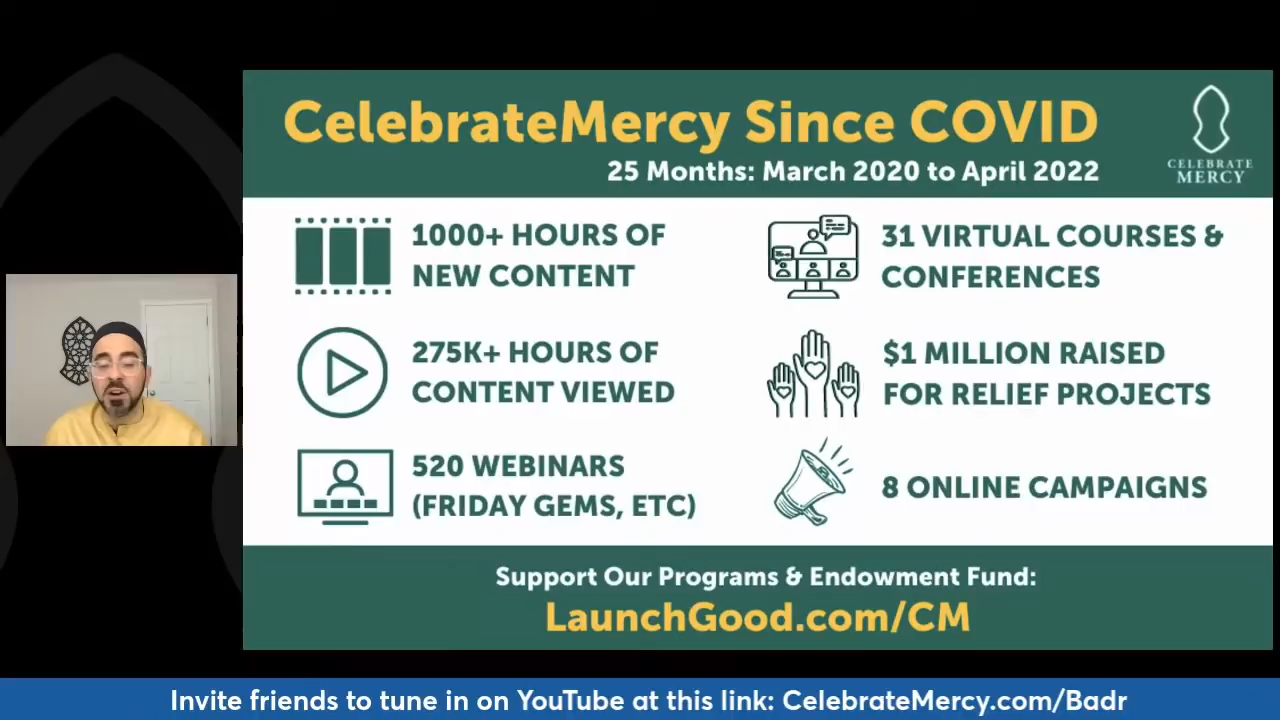 CelebrateMercy Since COVID
25 Months: March 2020 to April 2022
CELEBRATE
MERCY
1000+ HOURS OF
NEW CONTENT
31 VIRTUAL COURSES &
CONFERENCES
275K+ HOURS OF
CONTENT VIEWED
$1 MILLION RAISED
FOR RELIEF PROJECTS
520 WEBINARS
(FRIDAY GEMS, ETC)
8 ONLINE CAMPAIGNS
Support Our Programs & Endowment Fund:
LaunchGood.com/CM
Invite friends to tune in on YouTube at this link: CelebrateMercy.com/Badr